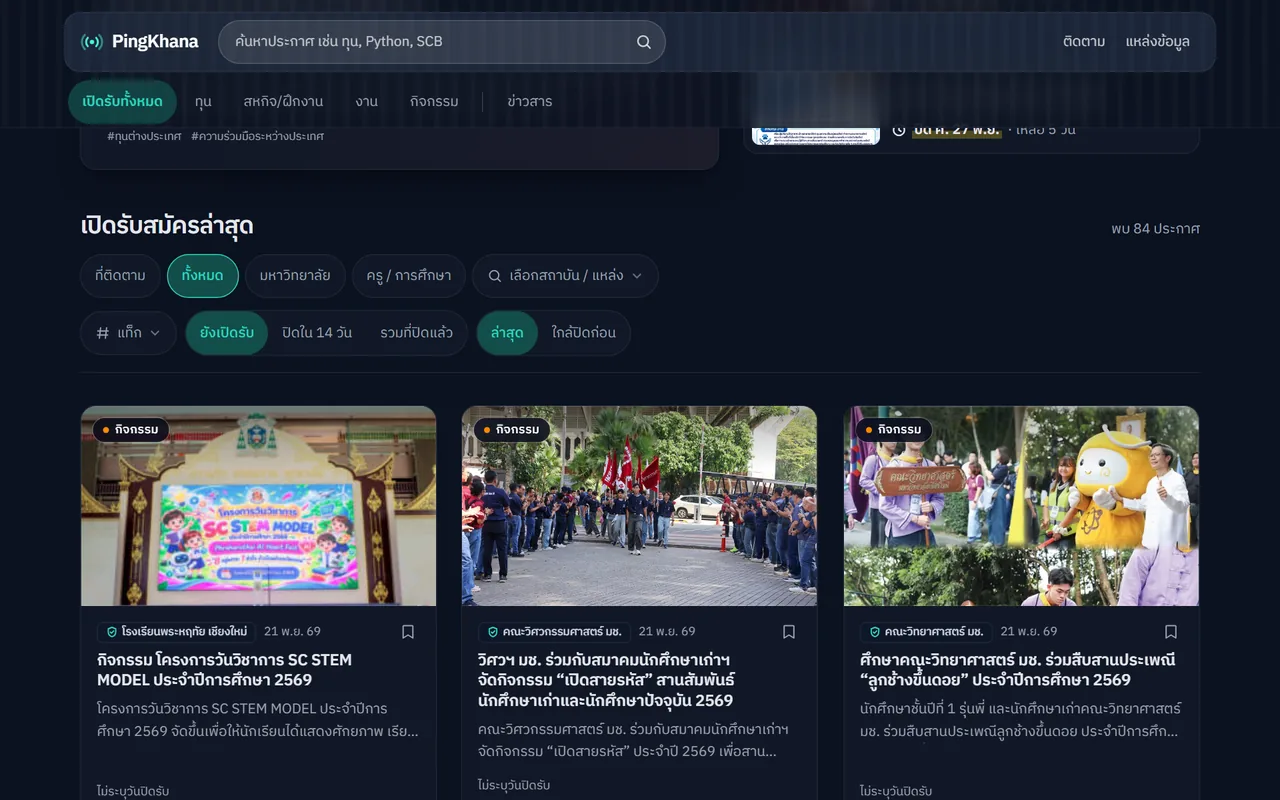 PingKhana
ค้นหาประกาศ เช่น ทุน, Python, SCB
ติดตาม
แหล่งข้อมูล
เปิดรับทั้งหมด
ทุน
สหกิจ/ฝึกงาน
งาน
กิจกรรม
ข่าวสาร
#ทุนต่างประเทศ #ความร่วมมือระหว่างประเทศ
ปิด ศ. 27 พ.ย. · เหลือ 5 วัน
เปิดรับสมัครล่าสุด
พบ 84 ประกาศ
ที่ติดตาม
ทั้งหมด
มหาวิทยาลัย
ครู / การศึกษา
เลือกสถาบัน / แหล่ง
# แท็ก
ยังเปิดรับ
ปิดใน 14 วัน
รวมที่ปิดแล้ว
ล่าสุด
ใกล้ปิดก่อน
กิจกรรม
โครงการวันวิชาการ
SC STEM MODEL
โรงเรียนพระหฤทัย เชียงใหม่ 21 พ.ย. 69
กิจกรรม โครงการวันวิชาการ SC STEM
MODEL ประจำปีการศึกษา 2569
โครงการวันวิชาการ SC STEM MODEL ประจำปีการ
ศึกษา 2569 จัดขึ้นเพื่อให้นักเรียนได้แสดงศักยภาพ เรีย...
ไม่ระบุวันปิดรับ
กิจกรรม
คณะวิศวกรรมศาสตร์ มช. 21 พ.ย. 69
วิศวฯ มช. ร่วมกับสมาคมนักศึกษาเก่าฯ
จัดกิจกรรม “เปิดสายรหัส” สานสัมพันธ์
นักศึกษาเก่าและนักศึกษาปัจจุบัน 2569
คณะวิศวกรรมศาสตร์ มช. ร่วมกับสมาคมนักศึกษาเก่าฯ
จัดกิจกรรม “เปิดสายรหัส” ประจำปี 2569 เพื่อสาน...
ไม่ระบุวันปิดรับ
กิจกรรม
คณะวิทยาศาสตร์
คณะวิทยาศาสตร์ มช. 21 พ.ย. 69
ศึกษาคณะวิทยาศาสตร์ มช. ร่วมสืบสานประเพณี
“ลูกช้างขึ้นดอย” ประจำปีการศึกษา 2569
นักศึกษาชั้นปีที่ 1 รุ่นพี่ และนักศึกษาเก่าคณะวิทยาศาสตร์
มช. ร่วมสืบสานประเพณีลูกช้างขึ้นดอย ประจำปีการศึก...
ไม่ระบุวันปิดรับ